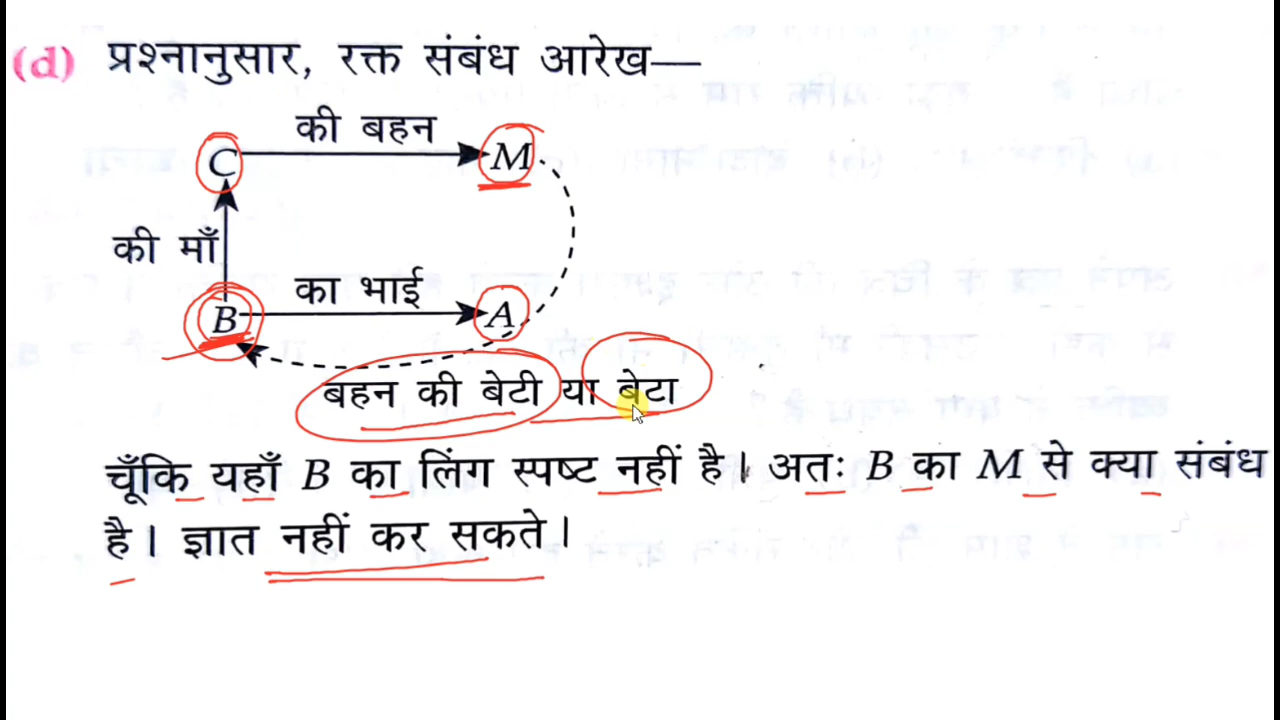 (d) प्रश्नानुसार, रक्त संबंध आरेख—
की बहन
C M
की माँ
का भाई
B A
बहन की बेटी या बेटा
चूँकि यहाँ B का लिंग स्पष्ट नहीं है। अतः B का M से क्या संबंध
है। ज्ञात नहीं कर सकते।